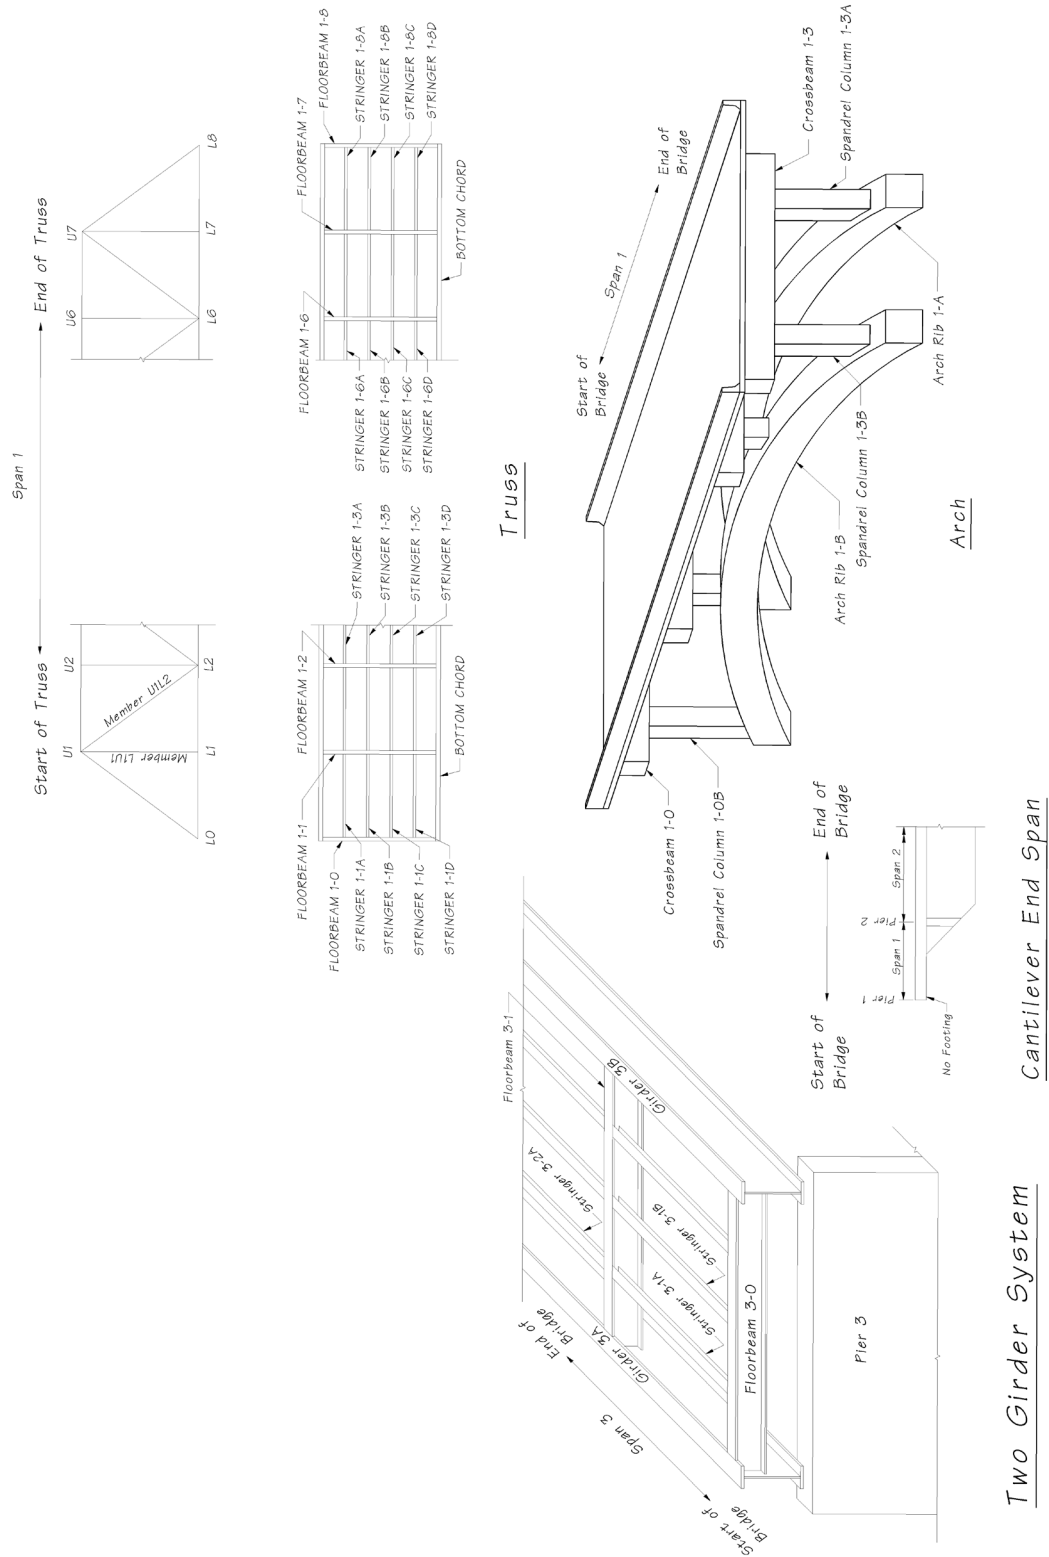 Span 1
Start of Truss
End of Truss
U1
U2
U6
U7
Member L1U1
Member U1L2
L0
L1
L2
L6
L7
L8
FLOORBEAM 1-1
FLOORBEAM 1-2
FLOORBEAM 1-6
FLOORBEAM 1-7
FLOORBEAM 1-0
FLOORBEAM 1-8
STRINGER 1-1A
STRINGER 1-1B
STRINGER 1-1C
STRINGER 1-1D
STRINGER 1-3A
STRINGER 1-3B
STRINGER 1-3C
STRINGER 1-3D
BOTTOM CHORD
STRINGER 1-6A
STRINGER 1-6B
STRINGER 1-6C
STRINGER 1-6D
STRINGER 1-8A
STRINGER 1-8B
STRINGER 1-8C
STRINGER 1-8D
BOTTOM CHORD
Truss
Floorbeam 3-1
Girder 3B
Stringer 3-2A
Stringer 3-1B
Stringer 3-1A
Girder 3A
Floorbeam 3-0
End of
Bridge
Span 3
Start of
Bridge
Pier 3
Two Girder System
Start of
Bridge
Span 1
End of
Bridge
Crossbeam 1-0
Spandrel Column 1-0B
Crossbeam 1-3
Spandrel Column 1-3A
Arch Rib 1-B
Spandrel Column 1-3B
Arch Rib 1-A
Arch
Start of
Bridge
End of
Bridge
Pier 1
Span 1
Pier 2
Span 2
No Footing
Cantilever End Span